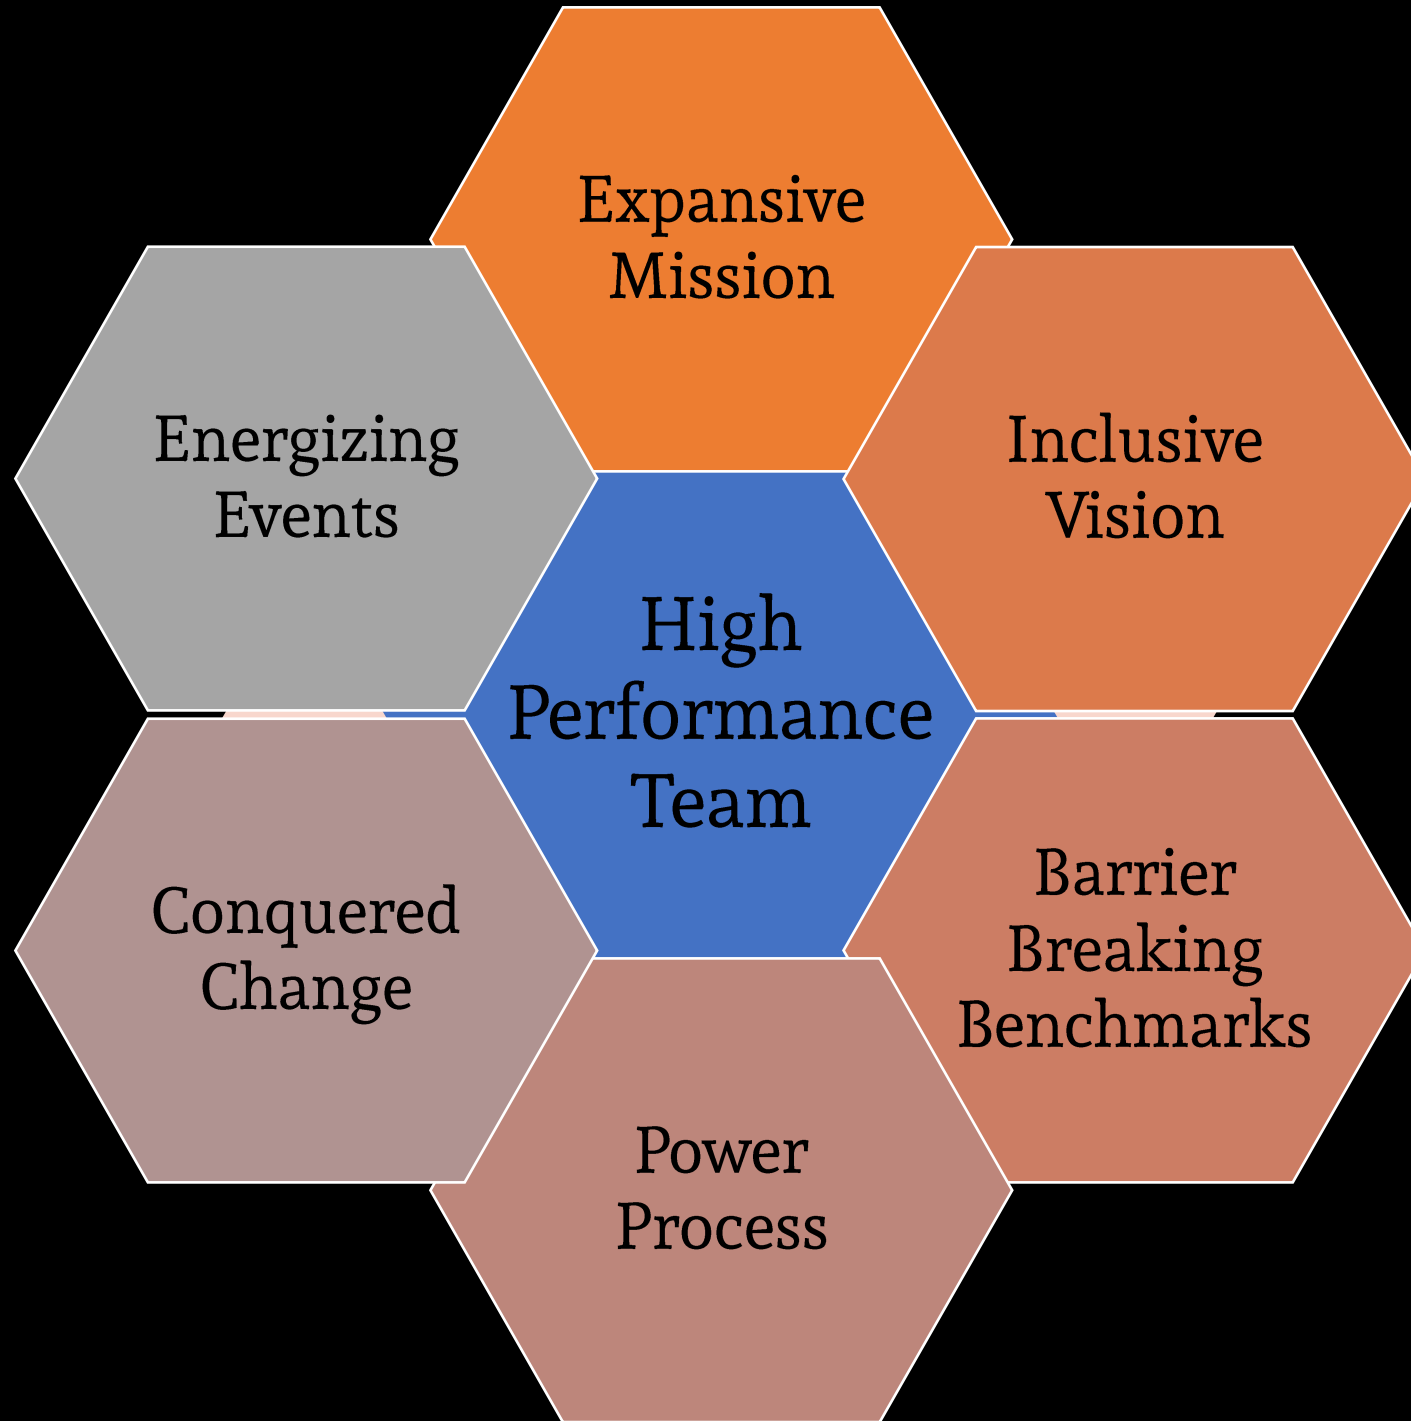 Expansive
Mission
Energizing
Events
Inclusive
Vision
High
Performance
Team
Conquered
Change
Barrier
Breaking
Benchmarks
Power
Process